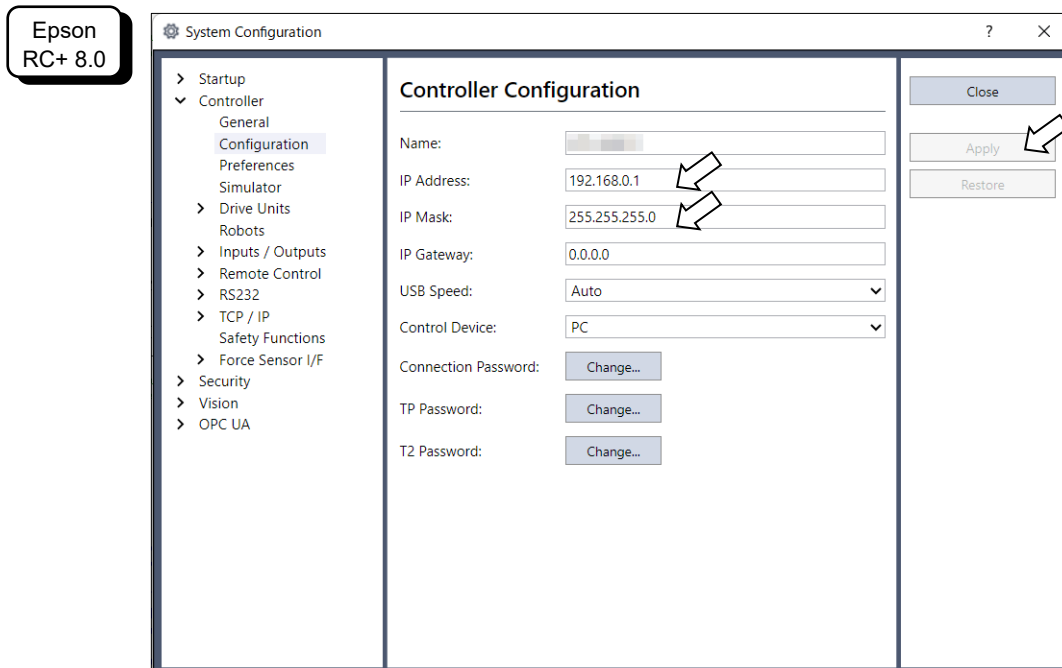 Epson
RC+ 8.0
System Configuration
?
Startup
Controller
General
Configuration
Preferences
Simulator
Drive Units
Robots
Inputs / Outputs
Remote Control
RS232
TCP / IP
Safety Functions
Force Sensor I/F
Security
Vision
OPC UA
Controller Configuration
Name:
IP Address: 192.168.0.1
IP Mask: 255.255.255.0
IP Gateway: 0.0.0.0
USB Speed: Auto
Control Device: PC
Connection Password: Change...
TP Password: Change...
T2 Password: Change...
Close
Apply
Restore